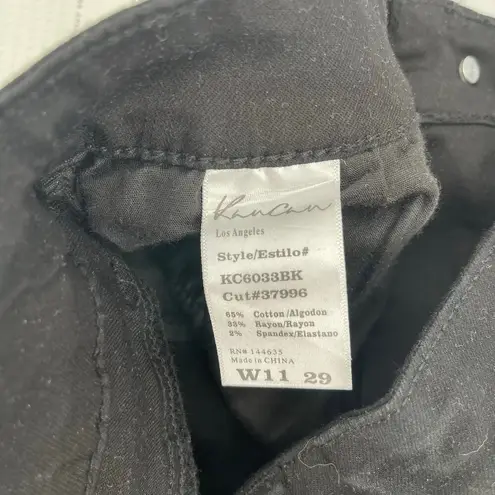 Kancan
Los Angeles
Style/Estilo#
KC6033BK
Cut#37996
65% Cotton/Algodon
33% Rayon/Rayon
2% Spandex/Elastano
RN# 144635
Made in CHINA
W11 29